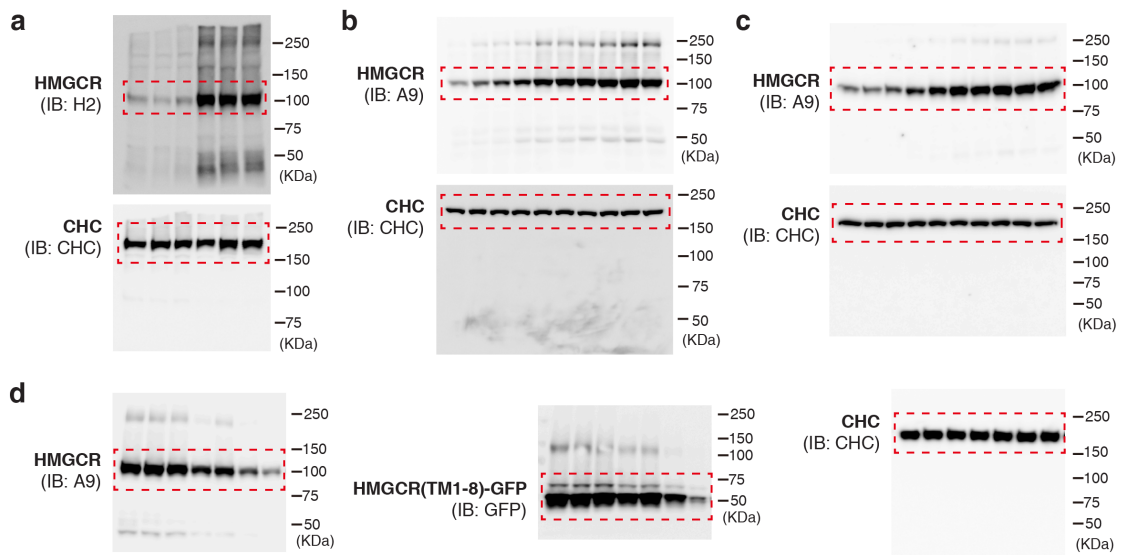 a
HMGCR
(IB: H2)
250
150
100
75
50
(KDa)
CHC
(IB: CHC)
250
150
100
75
(KDa)
b
HMGCR
(IB: A9)
250
150
100
75
50
(KDa)
CHC
(IB: CHC)
250
150
100
75
50
(KDa)
c
HMGCR
(IB: A9)
250
150
100
75
50
(KDa)
CHC
(IB: CHC)
250
150
100
75
50
(KDa)
d
HMGCR
(IB: A9)
250
150
100
75
50
(KDa)
HMGCR(TM1-8)-GFP
(IB: GFP)
250
150
100
75
50
(KDa)
CHC
(IB: CHC)
250
150
100
75
50
(KDa)